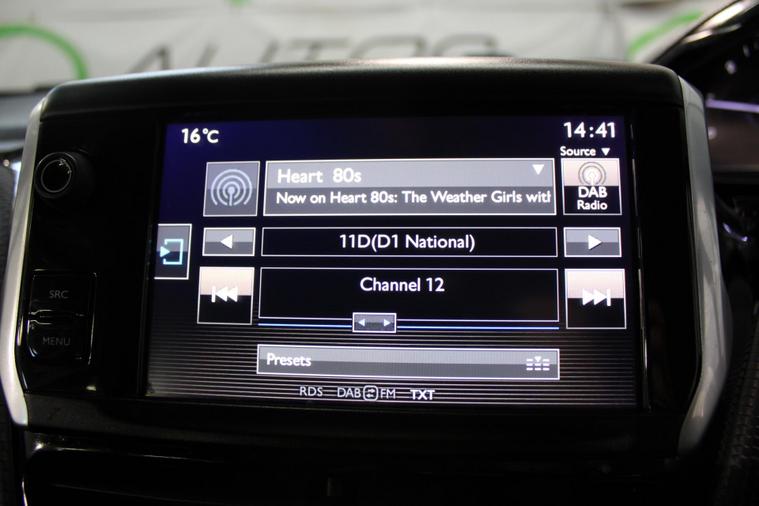 AUTOS
16°C
14:41
Source ▼
Heart 80s
Now on Heart 80s: The Weather Girls with
DAB
Radio
11D(D1 National)
Channel 12
SRC
MENU
Presets
RDS DAB FM TXT